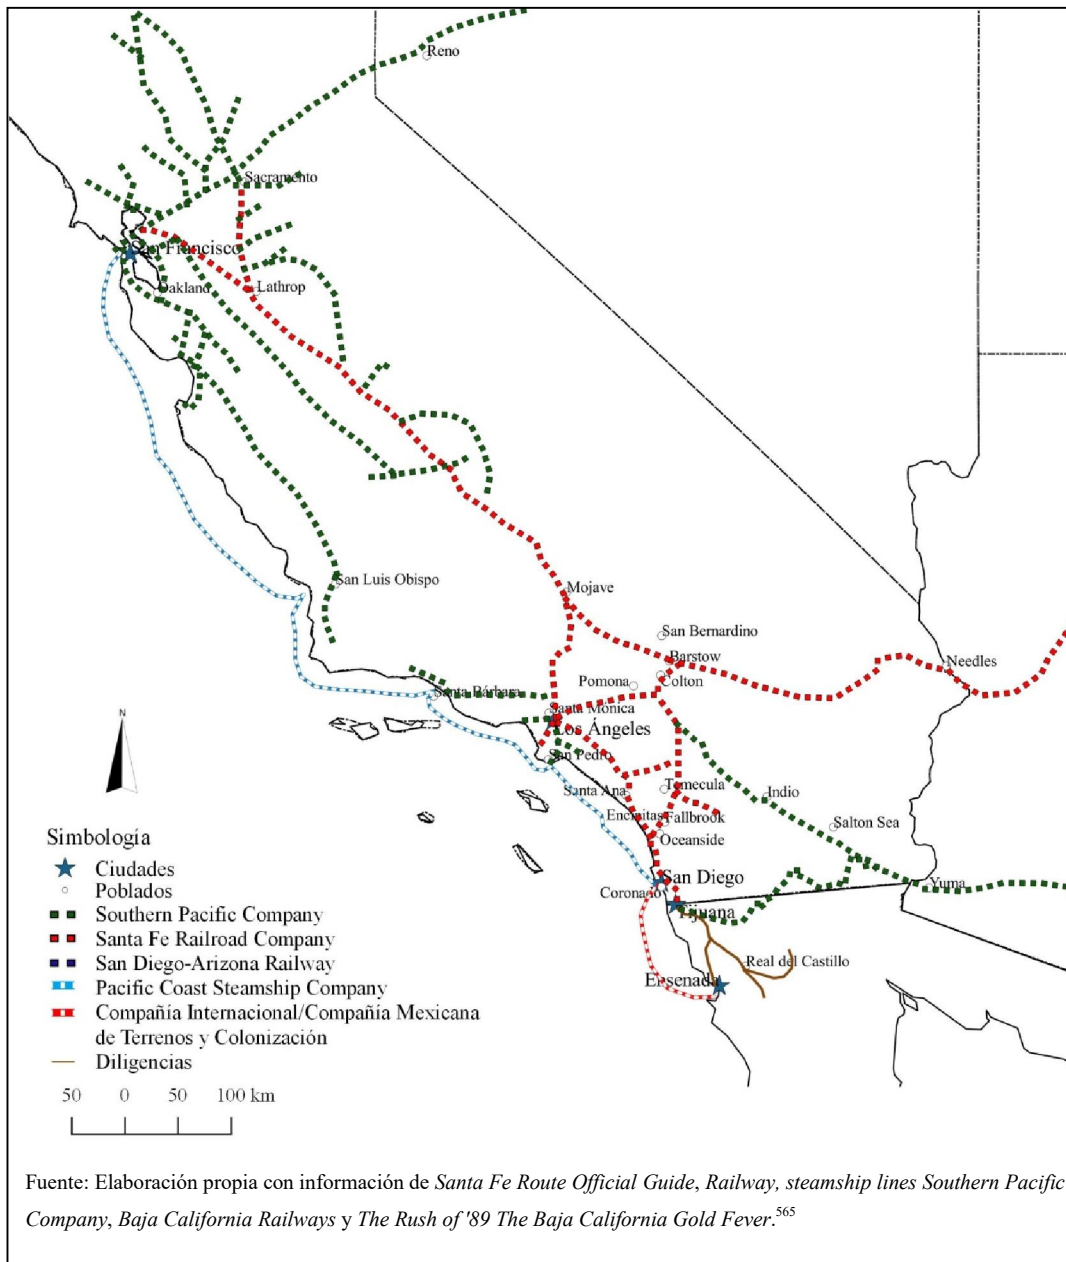 Reno
Sacramento
San Francisco
Oakland
Lathrop
San Luis Obispo
Mojave
San Bernardino
Barstow
Needles
Pomona
Colton
Santa Bárbara
Santa Mónica
Los Ángeles
San Pedro
N
Santa Ana
Temecula
Indio
Encinitas
Fallbrook
Salton Sea
Oceanside
San Diego
Coronado
Yuma
Tijuana
Real del Castillo
Ensenada
Simbología
Ciudades
Poblados
Southern Pacific Company
Santa Fe Railroad Company
San Diego-Arizona Railway
Pacific Coast Steamship Company
Compañía Internacional/Compañía Mexicana
de Terrenos y Colonización
Diligencias
50 0 50 100 km
Fuente: Elaboración propia con información de Santa Fe Route Official Guide, Railway, steamship lines Southern Pacific
Company, Baja California Railways y The Rush of '89 The Baja California Gold Fever.565